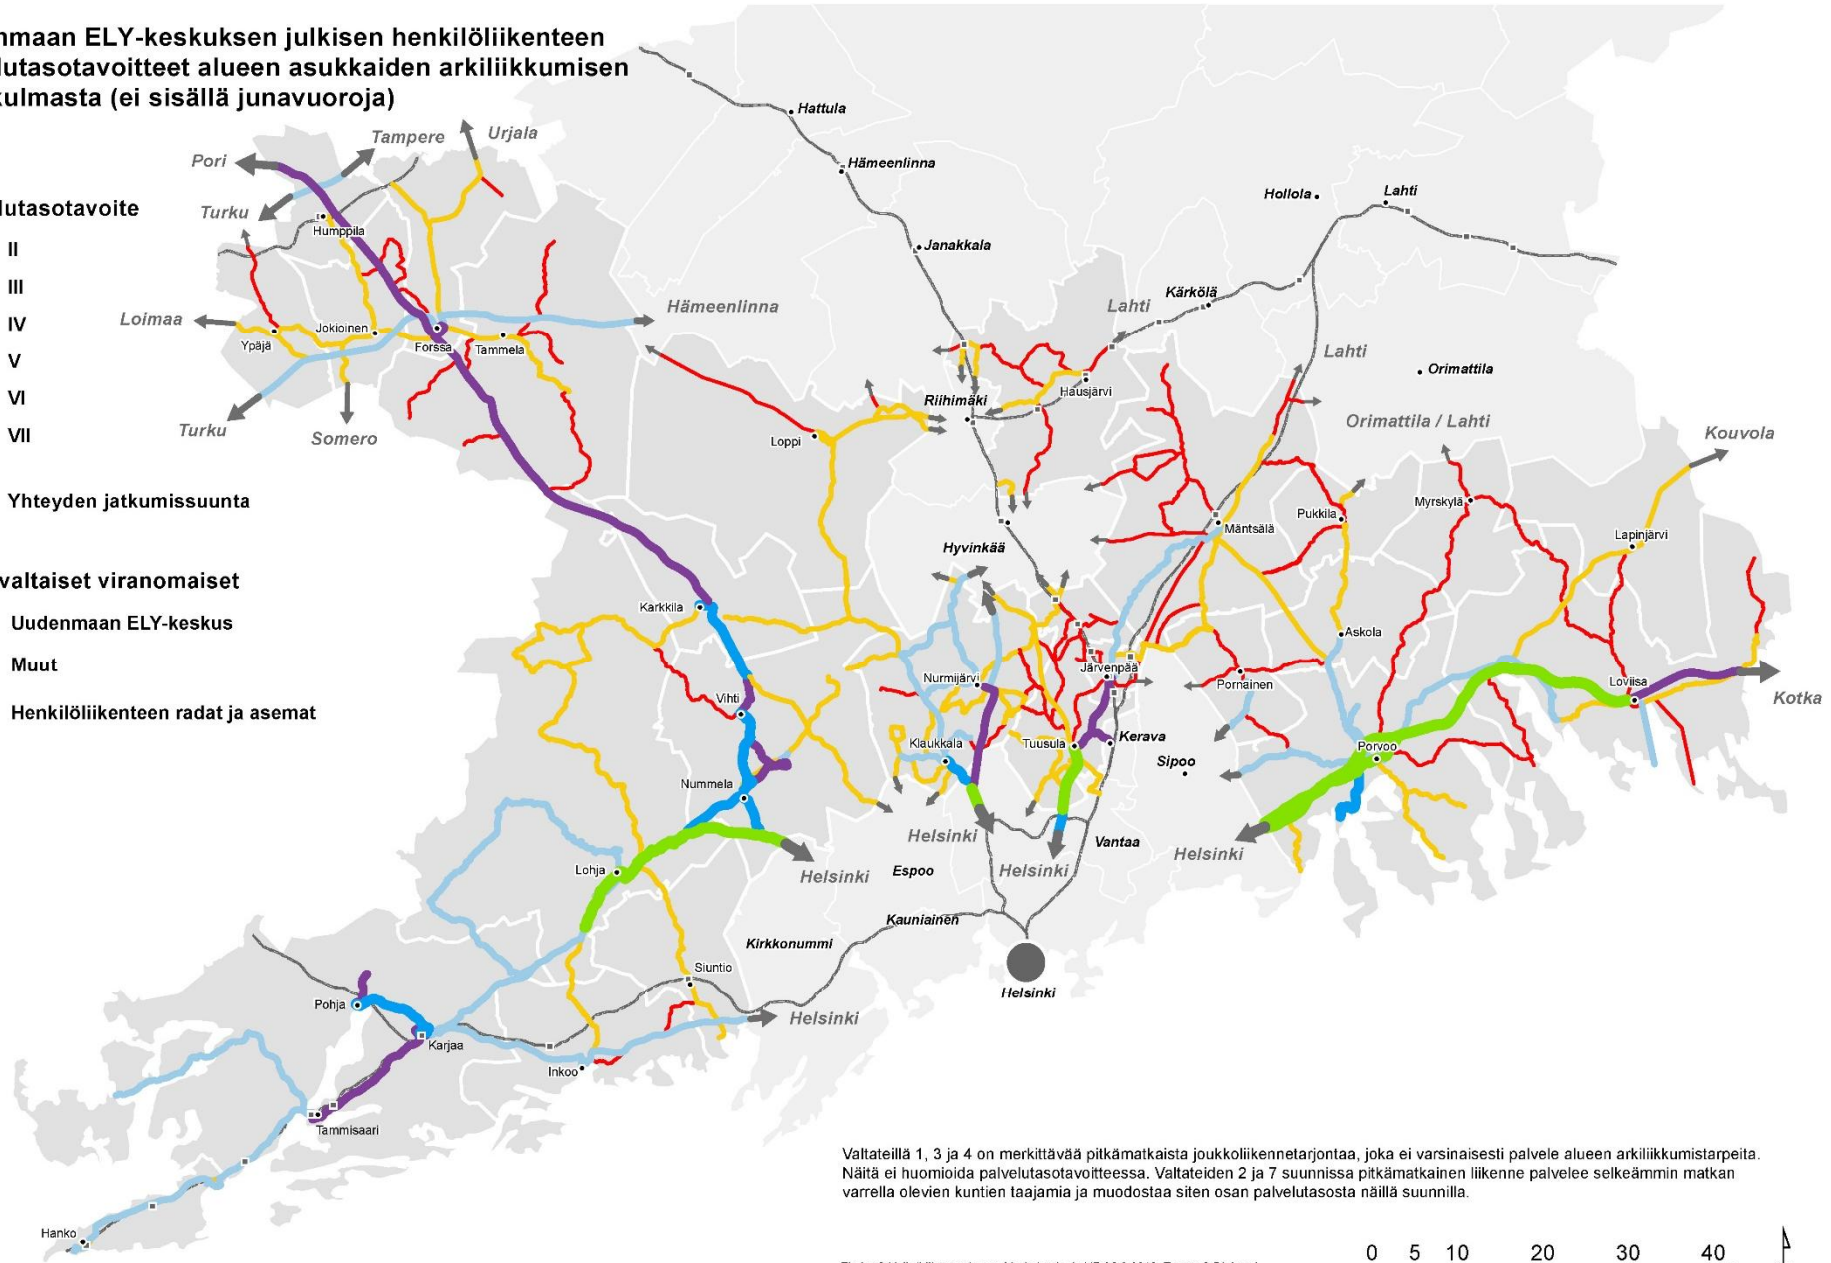 nmaan ELY-keskuksen julkisen henkilöliikenteen
lutasotavoitteet alueen asukkaiden arkiliikkumisen
kulmasta (ei sisällä junavuoroja)
lutasotavoite
II
III
IV
V
VI
VII
Yhteyden jatkumissuunta
valtaiset viranomaiset
Uudenmaan ELY-keskus
Muut
Henkilöliikenteen radat ja asemat
Pori
Tampere
Urjala
Turku
Humppila
Loimaa
Ypäjä
Jokioinen
Forssa
Tammela
Hämeenlinna
Turku
Somero
Hattula
Hämeenlinna
Janakkala
Hollola
Lahti
Kärkölä
Lahti
Lahti
Orimattila
Riihimäki
Hausjärvi
Loppi
Orimattila / Lahti
Kouvola
Myrskylä
Pukkila
Mäntsälä
Lapinjärvi
Hyvinkää
Karkkila
Askola
Järvenpää
Nurmijärvi
Pornainen
Loviisa
Kotka
Vihti
Klaukkala
Tuusula
Kerava
Sipoo
Porvoo
Nummela
Helsinki
Vantaa
Helsinki
Lohja
Helsinki
Espoo
Helsinki
Kauniainen
Kirkkonummi
Siuntio
Helsinki
Pohja
Helsinki
Karjaa
Inkoo
Tammisaari
Hanko
Valtateillä 1, 3 ja 4 on merkittävää pitkämatkaista joukkoliikennetarjontaa, joka ei varsinaisesti palvele alueen arkiliikkumistarpeita.
Näitä ei huomioida palvelutasotavoitteessa. Valtateiden 2 ja 7 suunnissa pitkämatkainen liikenne palvelee selkeämmin matkan
varrella olevien kuntien taajamia ja muodostaa siten osan palvelutasosta näillä suunnilla.
0 5 10 20 30 40